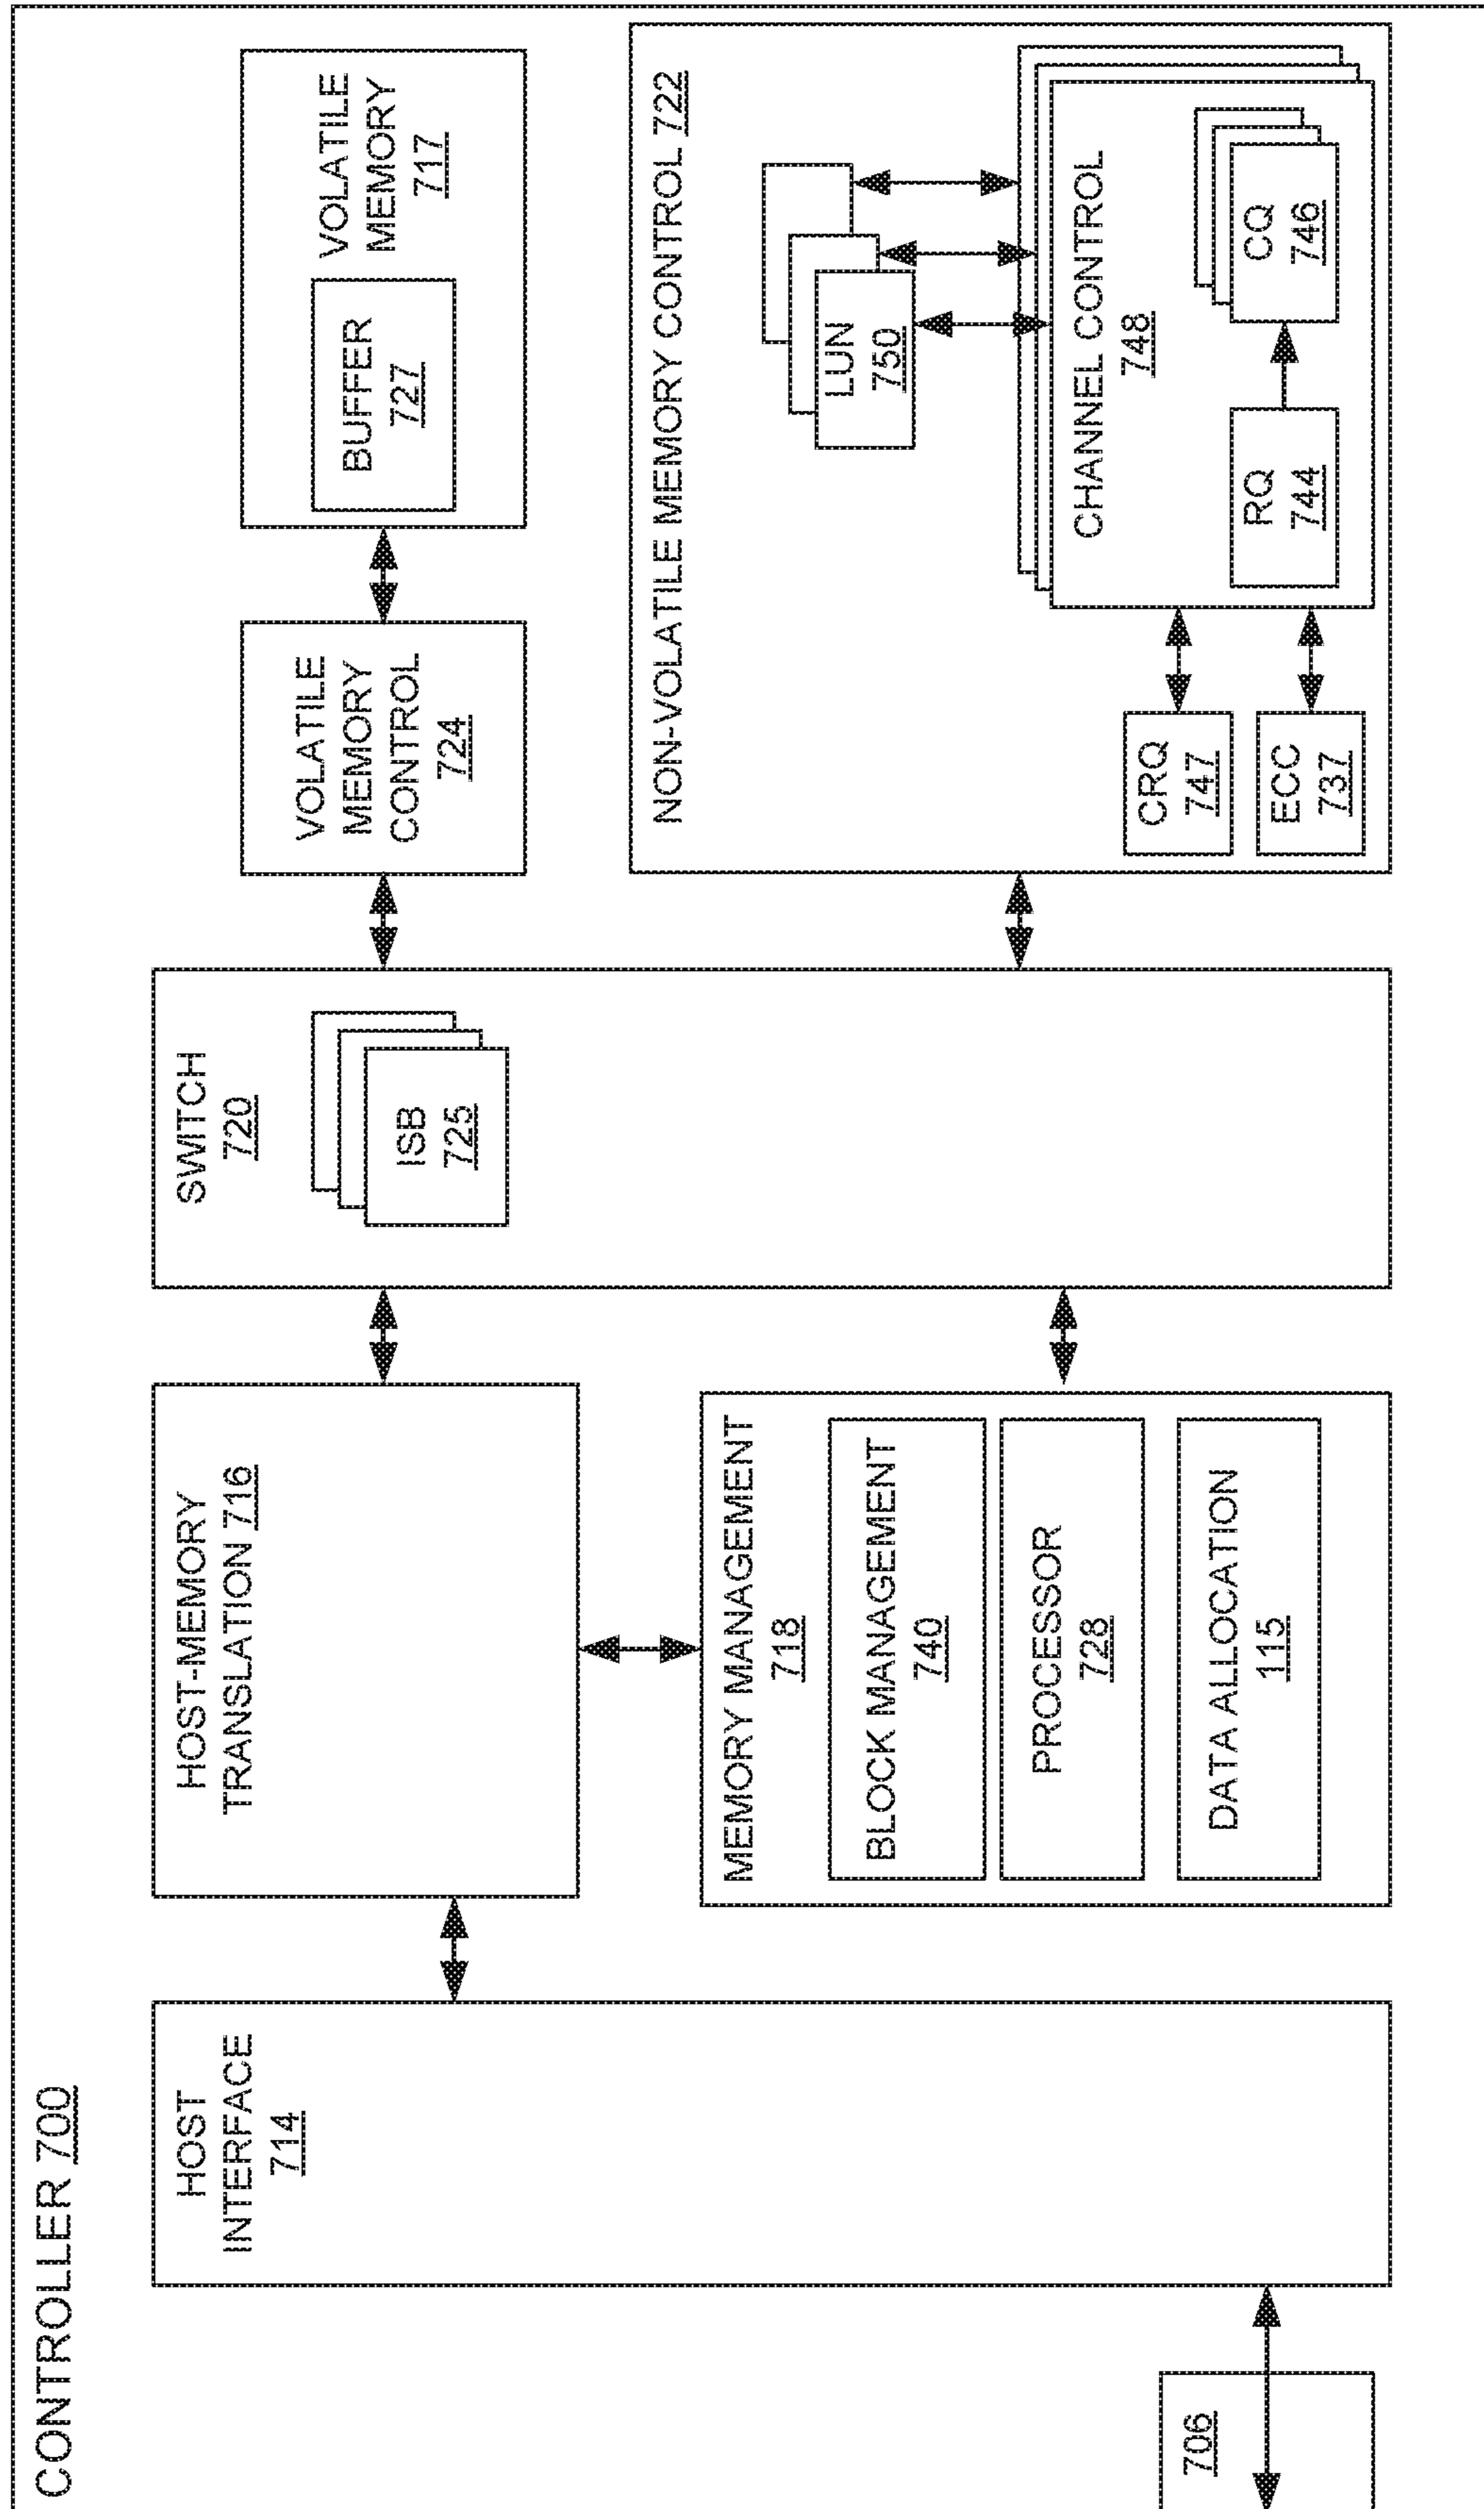 CONTROLLER 700
706
HOST
INTERFACE
714
HOST-MEMORY
TRANSLATION 716
MEMORY MANAGEMENT
718
BLOCK MANAGEMENT
740
PROCESSOR
728
DATA ALLOCATION
115
SWITCH
720
ISB
725
VOLATILE
MEMORY
CONTROL
724
VOLATILE
MEMORY
717
BUFFER
727
NON-VOLATILE MEMORY CONTROL 722
LUN
750
CHANNEL CONTROL
748
CRQ
747
ECC
737
RQ
744
CQ
746